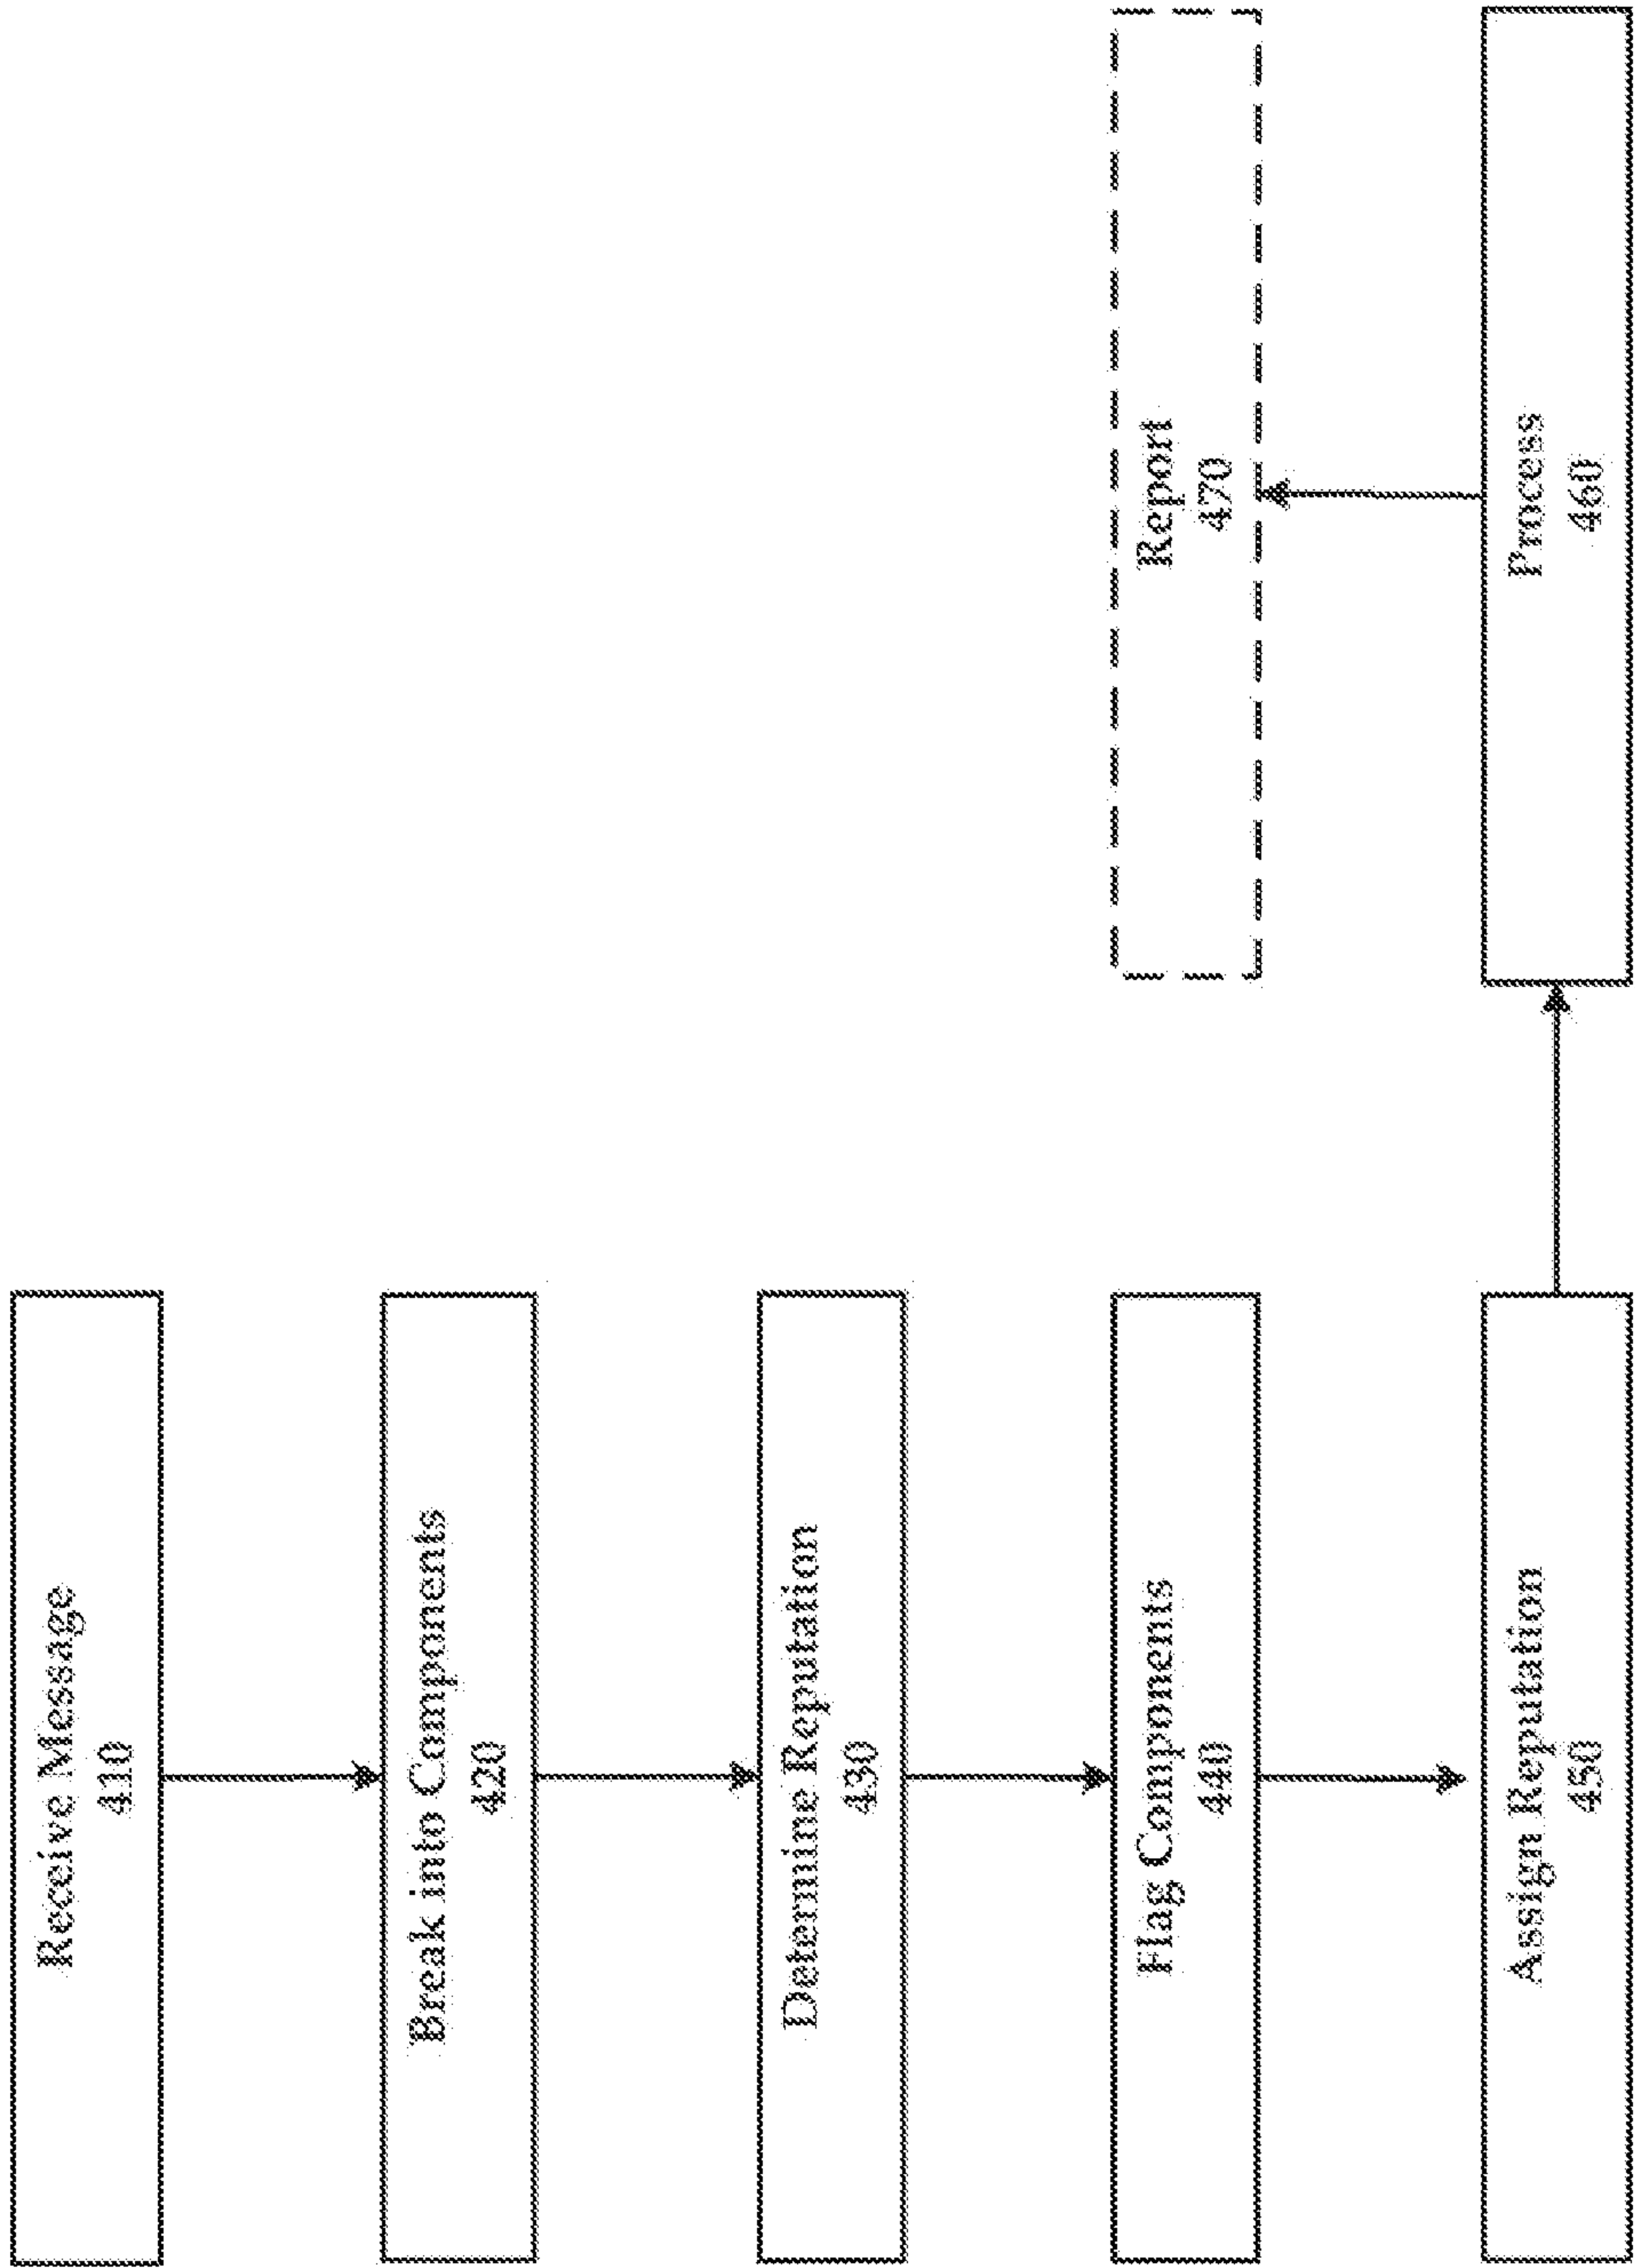 Receive Message
410
Break into Components
420
Determine Reputation
430
Flag Components
440
Assign Reputation
450
Process
460
Report
470